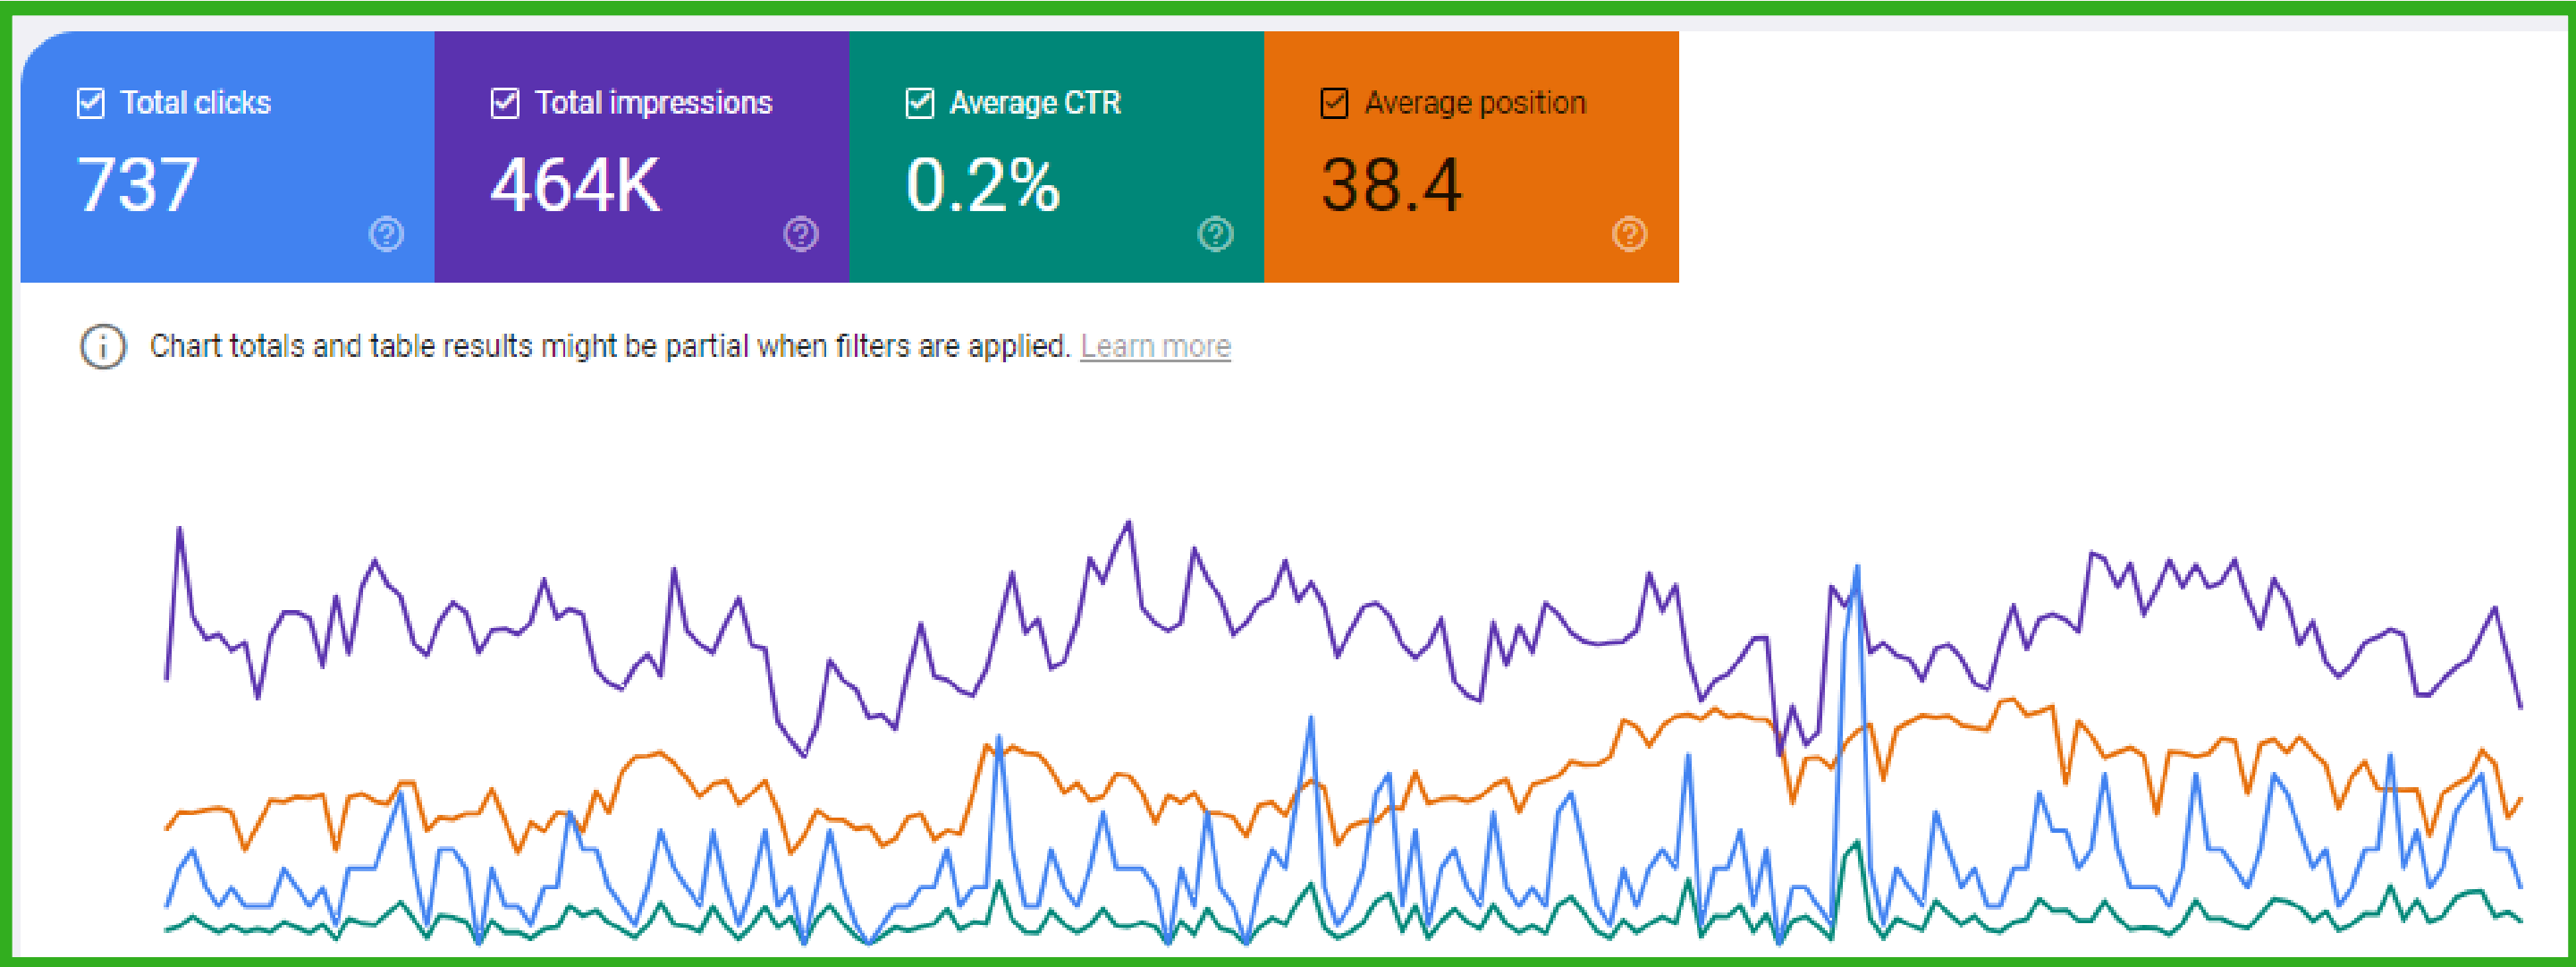 Total clicks
737
Total impressions
464K
Average CTR
0.2%
Average position
38.4
Chart totals and table results might be partial when filters are applied. Learn more